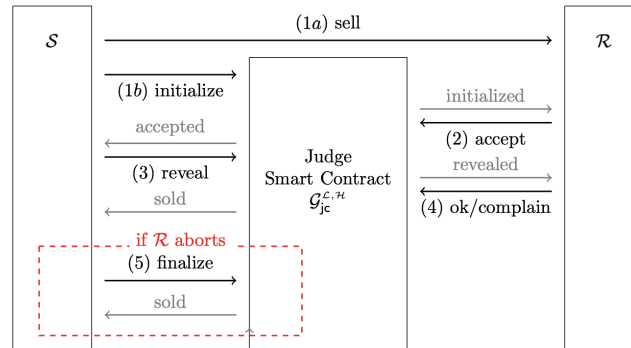 (1a) sell
𝒮
ℛ
(1b) initialize
initialized
accepted
(2) accept
(3) reveal
Judge
Smart Contract
𝒢_jc^{ℒ,ℋ}
revealed
sold
(4) ok/complain
if ℛ aborts
(5) finalize
sold